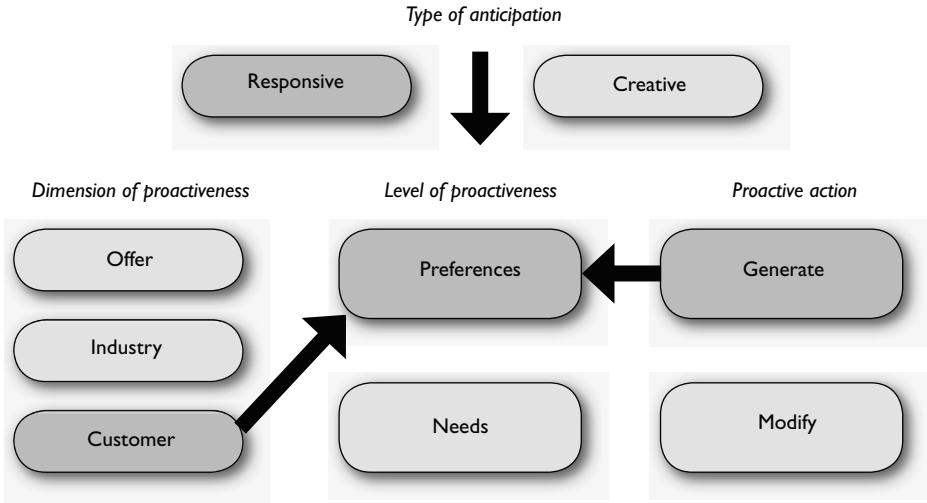 Type of anticipation
Responsive
Creative
Dimension of proactiveness
Level of proactiveness
Proactive action
Offer
Preferences
Generate
Industry
Customer
Needs
Modify